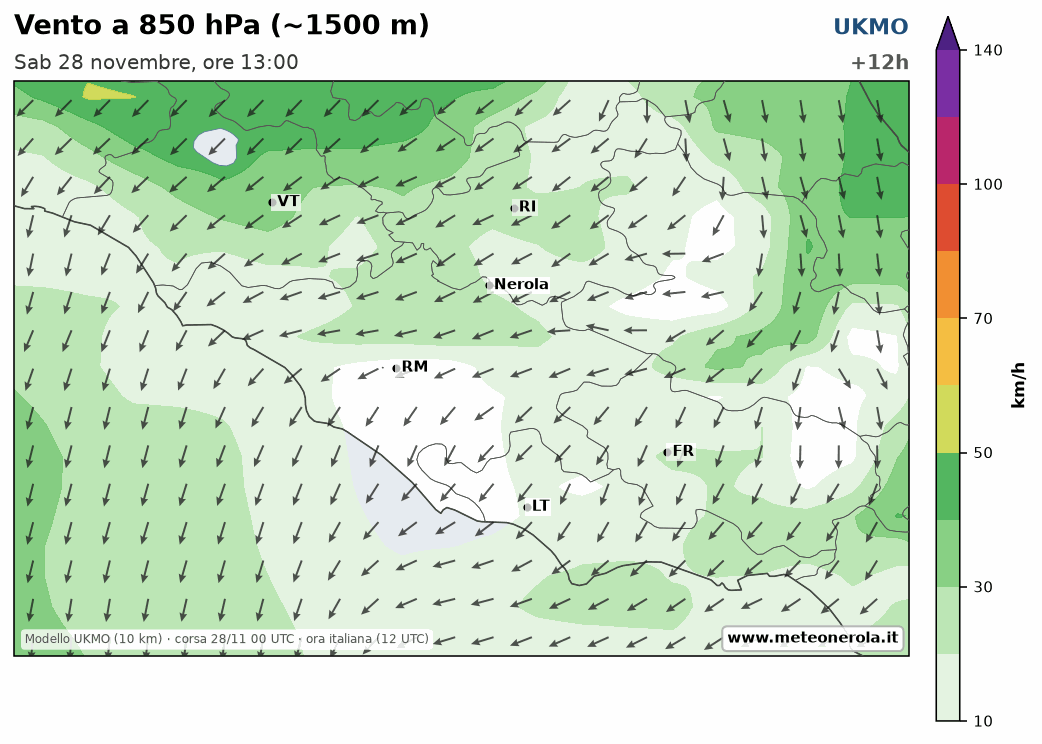 Vento a 850 hPa (~1500 m)
UKMO
Sab 28 novembre, ore 13:00
+12h
140
100
70
50
30
10
km/h
VT
RI
Nerola
RM
FR
LT
Modello UKMO (10 km) · corsa 28/11 00 UTC · ora italiana (12 UTC)
www.meteonerola.it